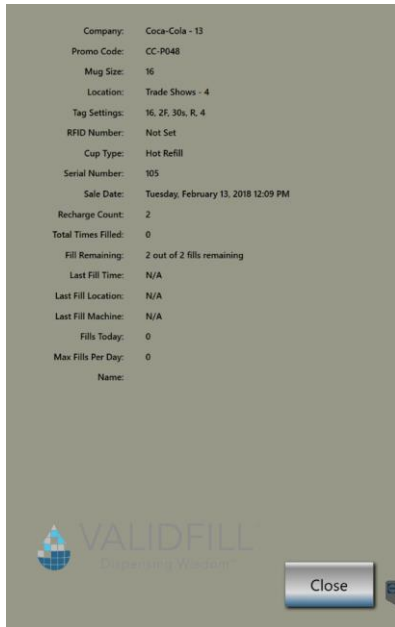 Company: Coca-Cola - 13
Promo Code: CC-P048
Mug Size: 16
Location: Trade Shows - 4
Tag Settings: 16, 2F, 30s, R, 4
RFID Number: Not Set
Cup Type: Hot Refill
Serial Number: 105
Sale Date: Tuesday, February 13, 2018 12:09 PM
Recharge Count: 2
Total Times Filled: 0
Fill Remaining: 2 out of 2 fills remaining
Last Fill Time: N/A
Last Fill Location: N/A
Last Fill Machine: N/A
Fills Today: 0
Max Fills Per Day: 0
Name:
VALIDFILL
Dispensing Wisdom
Close